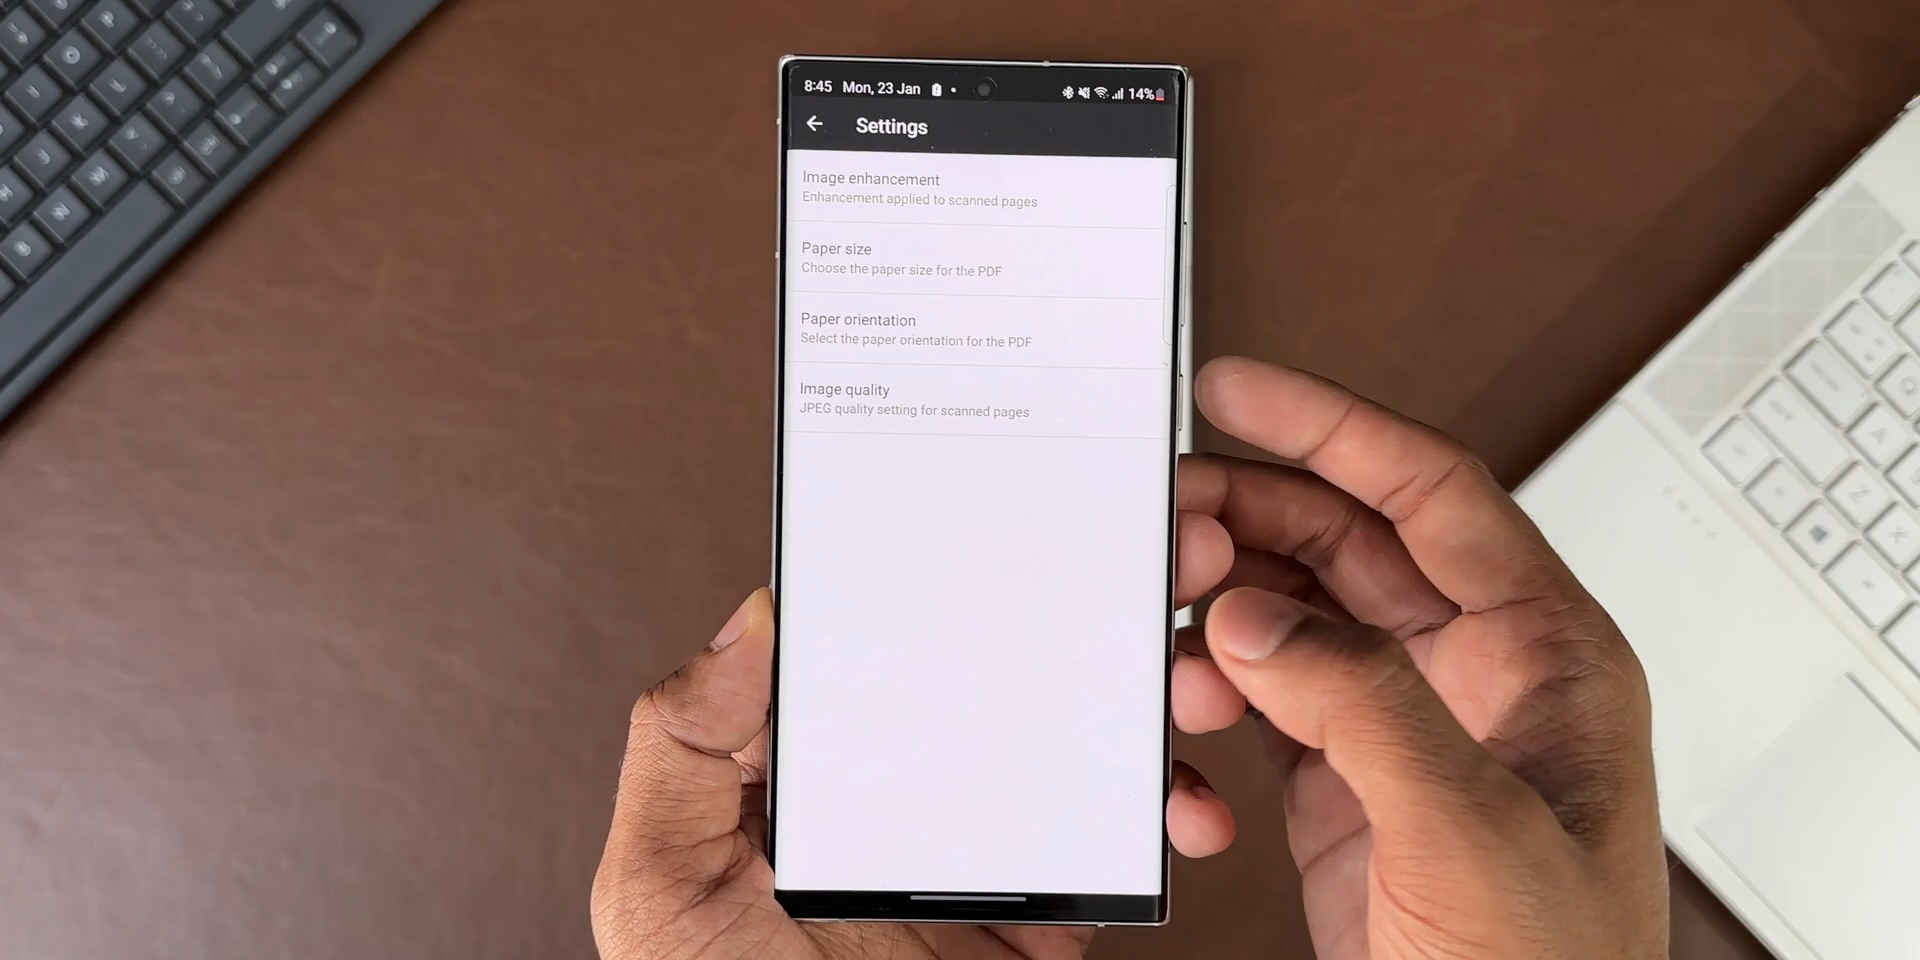 8:45 Mon, 23 Jan 14%
Settings
Image enhancement
Enhancement applied to scanned pages
Paper size
Choose the paper size for the PDF
Paper orientation
Select the paper orientation for the PDF
Image quality
JPEG quality setting for scanned pages